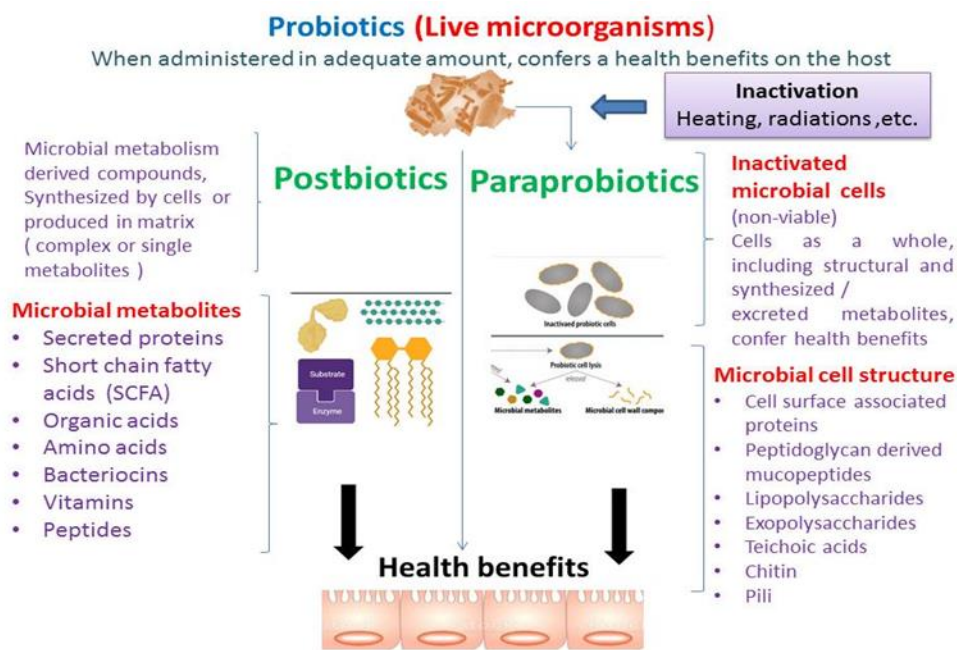 Probiotics (Live microorganisms)
When administered in adequate amount, confers a health benefits on the host
Inactivation
Heating, radiations ,etc.
Microbial metabolism
derived compounds,
Synthesized by cells or
produced in matrix
( complex or single
metabolites )
Postbiotics
Paraprobiotics
Inactivated
microbial cells
(non-viable)
Cells as a whole,
including structural and
synthesized /
excreted metabolites,
confer health benefits
Microbial metabolites
• Secreted proteins
• Short chain fatty
acids (SCFA)
• Organic acids
• Amino acids
• Bacteriocins
• Vitamins
• Peptides
Substrate
Enzyme
Inactivaed probiotic cells
Probiotic cell lysis
Microbial metabolites
Microbial cell wall compo
Microbial cell structure
• Cell surface associated
proteins
• Peptidoglycan derived
mucopeptides
• Lipopolysaccharides
• Exopolysaccharides
• Teichoic acids
• Chitin
• Pili
Health benefits